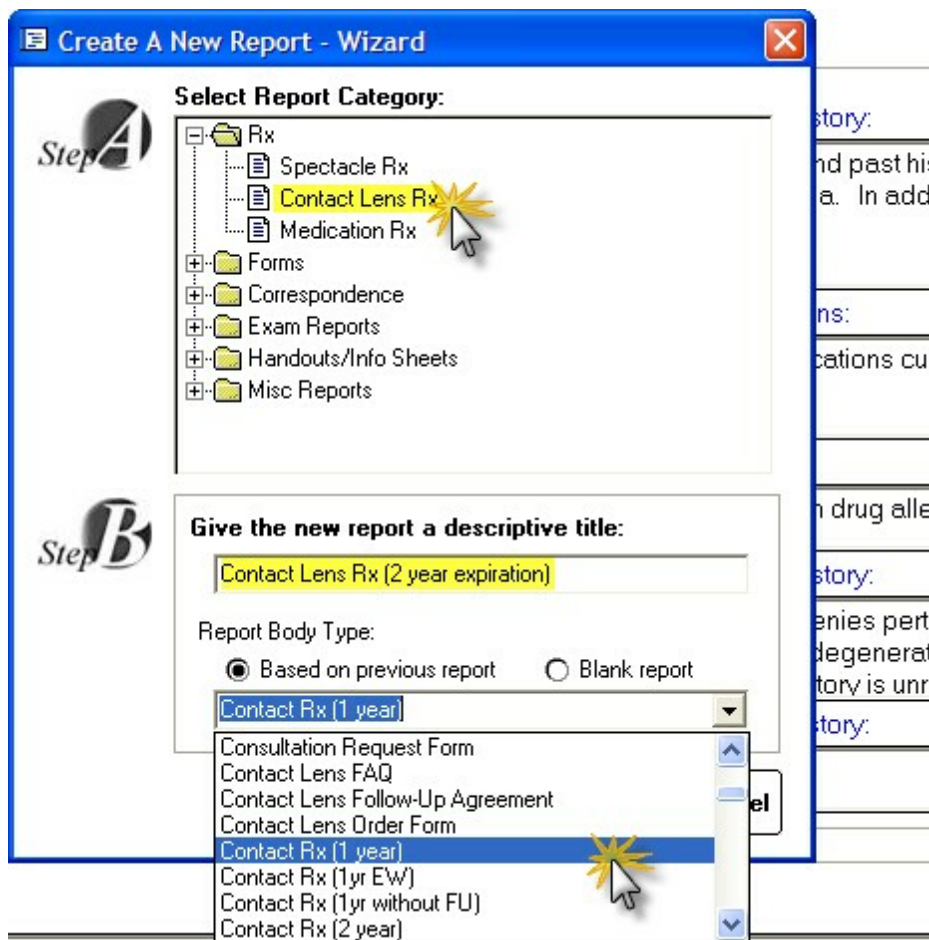 Create A New Report - Wizard
Step A
Select Report Category:
Rx
Spectacle Rx
Contact Lens Rx
Medication Rx
Forms
Correspondence
Exam Reports
Handouts/Info Sheets
Misc Reports
Step B
Give the new report a descriptive title:
Contact Lens Rx (2 year expiration)
Report Body Type:
Based on previous report Blank report
Contact Rx (1 year)
Consultation Request Form
Contact Lens FAQ
Contact Lens Follow-Up Agreement
Contact Lens Order Form
Contact Rx (1 year)
Contact Rx (1yr EW)
Contact Rx (1yr without FU)
Contact Rx (2 year)
el
story:
nd past his
a. In add
ns:
cations cu
n drug alle
story:
enies pert
degenerat
tory is unr
story: